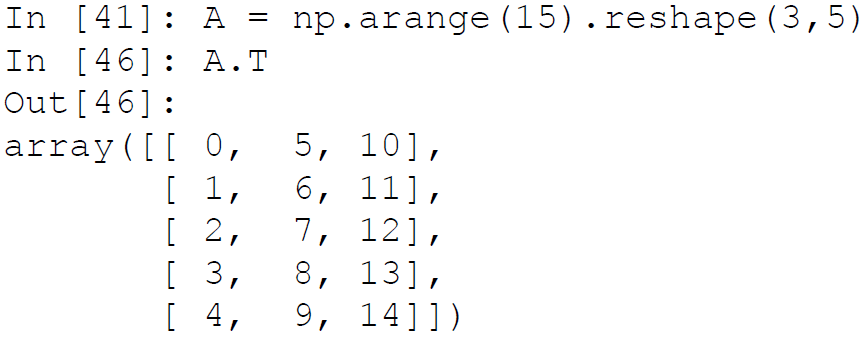 In [41]: A = np.arange(15).reshape(3,5)
In [46]: A.T
Out[46]:
array([[ 0,  5, 10],
       [ 1,  6, 11],
       [ 2,  7, 12],
       [ 3,  8, 13],
       [ 4,  9, 14]])